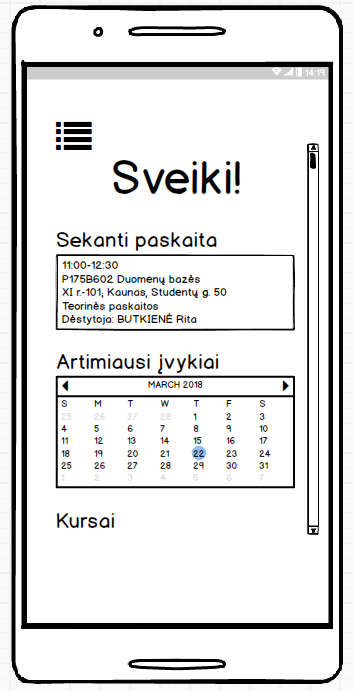 14:19
Sveiki!
Sekanti paskaita
11:00-12:30
P175B602 Duomenų bazės
XI r.-101; Kaunas, Studentų g. 50
Teorinės paskaitos
Dėstytoja: BUTKIENĖ Rita
Artimiausi įvykiai
MARCH 2018
S M T W T F S
25 26 27 28 1 2 3
4 5 6 7 8 9 10
11 12 13 14 15 16 17
18 19 20 21 22 23 24
25 26 27 28 29 30 31
1 2 3 4 5 6 7
Kursai